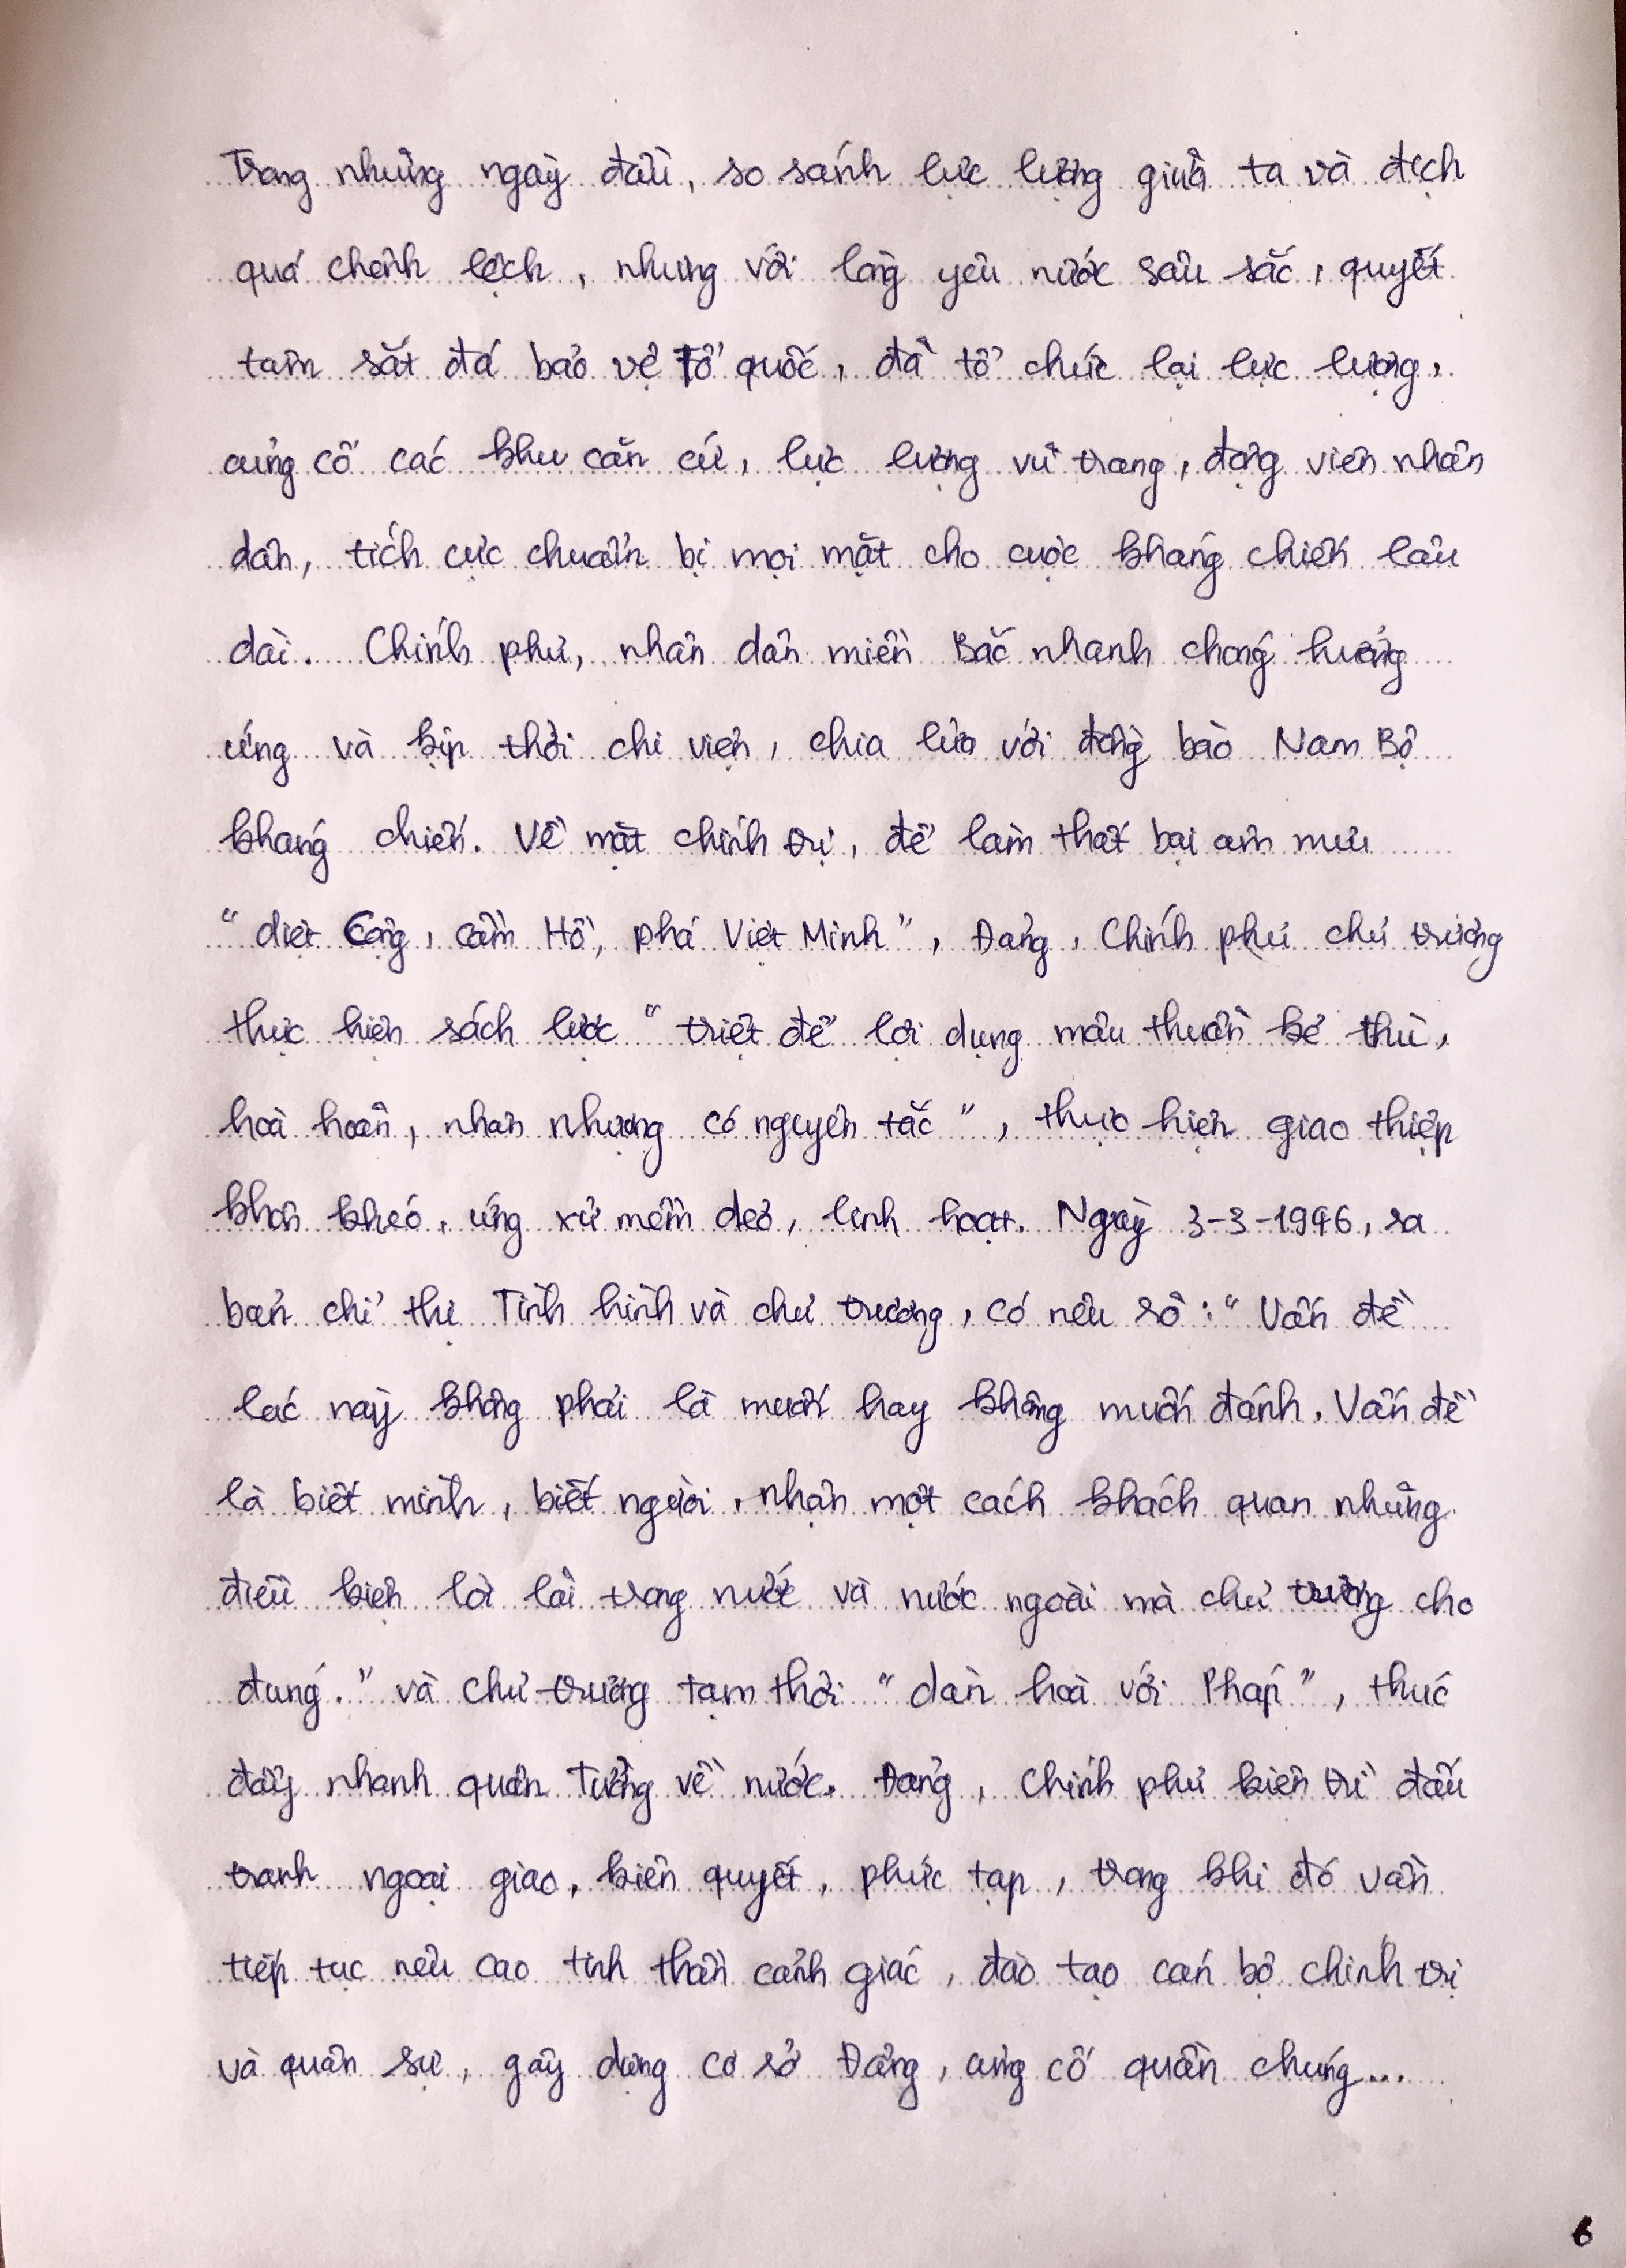 Trong những ngày đầu, so sánh lực lượng giữa ta và địch
quá chênh lệch, nhưng với lòng yêu nước sâu sắc, quyết
tâm sắt đá bảo vệ Tổ quốc, đã tổ chức lại lực lượng,
củng cố các khu căn cứ, lực lượng vũ trang, động viên nhân
dân, tích cực chuẩn bị mọi mặt cho cuộc kháng chiến lâu
dài. Chính phủ, nhân dân miền Bắc nhanh chóng hưởng
ứng và kịp thời chi viện, chia lửa với đồng bào Nam Bộ
kháng chiến. Về mặt chính trị, để làm thất bại âm mưu
"diệt Cộng, cầm Hồ, phá Việt Minh", Đảng, Chính phủ chủ trương
thực hiện sách lược "triệt để lợi dụng mâu thuẫn kẻ thù,
hoà hoãn, nhân nhượng có nguyên tắc", thực hiện giao thiệp
khôn khéo, ứng xử mềm dẻo, linh hoạt. Ngày 3-3-1946, ra
bản chỉ thị Tình hình và chủ trương, có nêu rõ: "Vấn đề
lúc này không phải là muốn hay không muốn đánh. Vấn đề
là biết mình, biết người, nhận một cách khách quan những
điều kiện lời lãi trong nước và nước ngoài mà chủ trương cho
đúng." và chủ trương tạm thời "dàn hoà với Pháp", thúc
đẩy nhanh quân Tưởng về nước. Đảng, Chính phủ kiên trì đấu
tranh ngoại giao, kiên quyết, phức tạp, trong khi đó vẫn
tiếp tục nêu cao tinh thần cảnh giác, đào tạo cán bộ chính trị
và quân sự, gây dựng cơ sở Đảng, củng cố quần chúng...
6